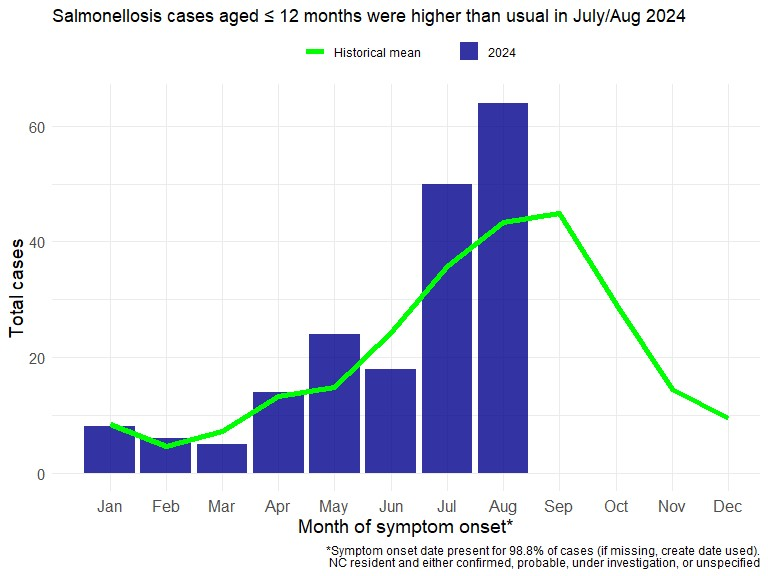 Salmonellosis cases aged ≤ 12 months were higher than usual in July/Aug 2024
Historical mean 2024
60
40
20
0
Total cases
Jan Feb Mar Apr May Jun Jul Aug Sep Oct Nov Dec
Month of symptom onset*
*Symptom onset date present for 98.8% of cases (if missing, create date used).
NC resident and either confirmed, probable, under investigation, or unspecified